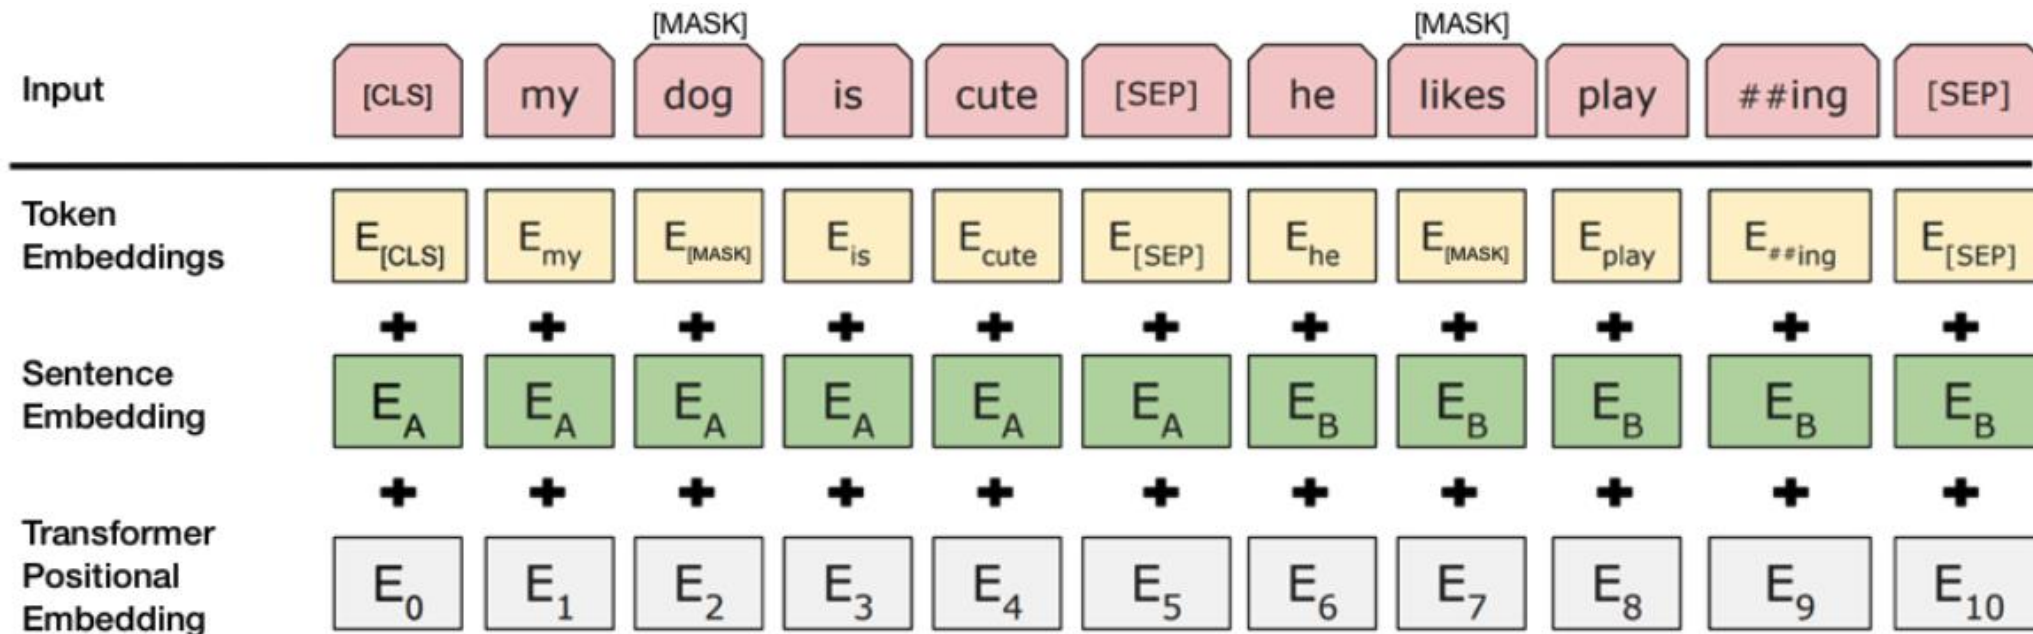 [MASK] [MASK]
Input [CLS] my dog is cute [SEP] he likes play ##ing [SEP]
Token
Embeddings E[CLS] Emy E[MASK] Eis Ecute E[SEP] Ehe E[MASK] Eplay E##ing E[SEP]
+ + + + + + + + + + +
Sentence
Embedding EA EA EA EA EA EA EB EB EB EB EB
+ + + + + + + + + + +
Transformer
Positional
Embedding E0 E1 E2 E3 E4 E5 E6 E7 E8 E9 E10